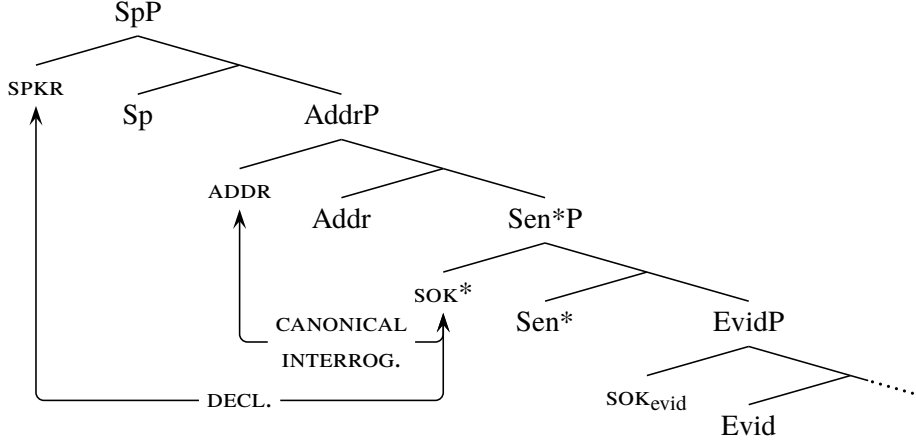 SpP
SPKR
Sp
AddrP
ADDR
Addr
Sen*P
SOK*
Sen*
EvidP
CANONICAL
INTERROG.
SOKevid
Evid
DECL.